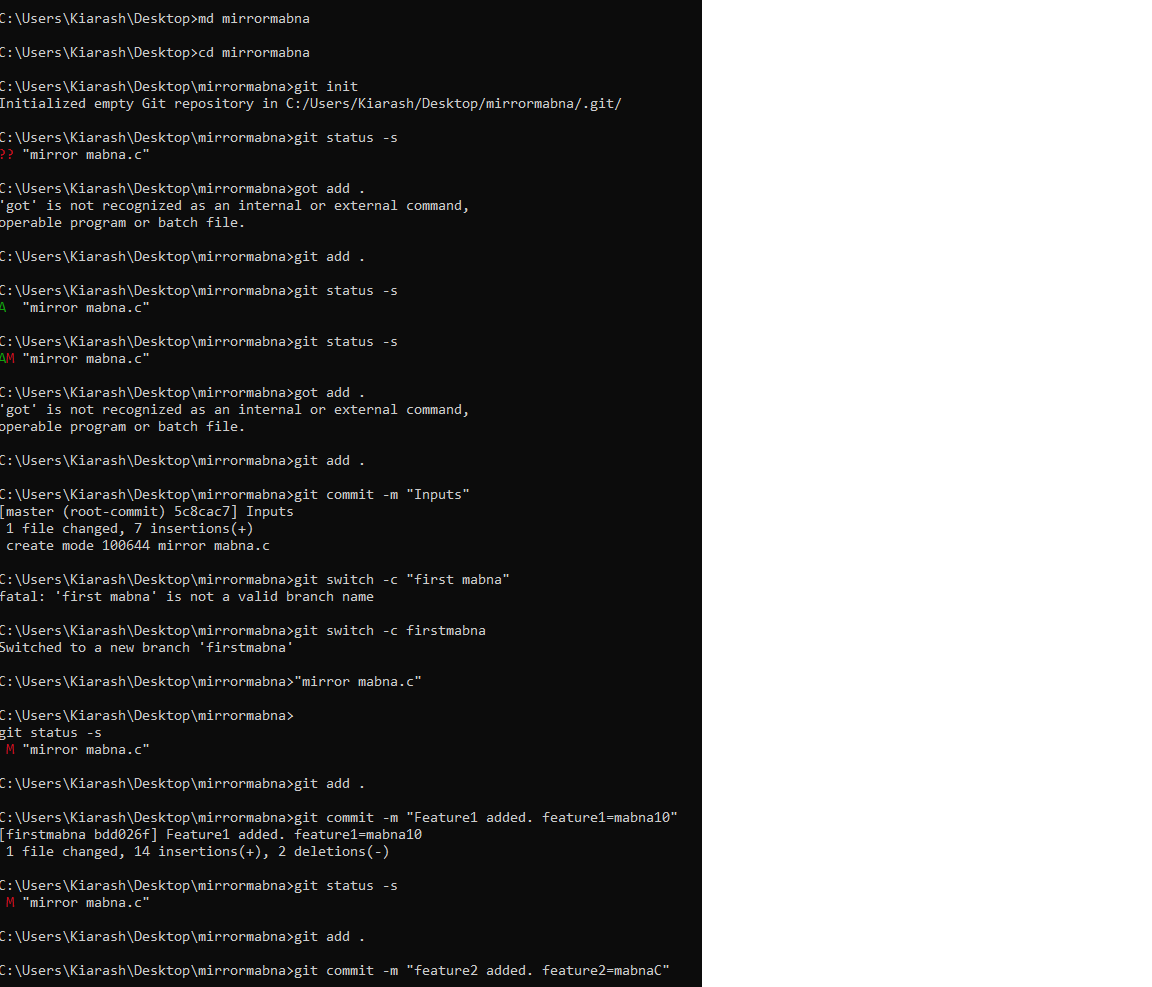 C:\Users\Kiarash\Desktop>md mirrormabna
C:\Users\Kiarash\Desktop>cd mirrormabna
C:\Users\Kiarash\Desktop\mirrormabna>git init
Initialized empty Git repository in C:/Users/Kiarash/Desktop/mirrormabna/.git/
C:\Users\Kiarash\Desktop\mirrormabna>git status -s
?? "mirror mabna.c"
C:\Users\Kiarash\Desktop\mirrormabna>got add .
'got' is not recognized as an internal or external command,
operable program or batch file.
C:\Users\Kiarash\Desktop\mirrormabna>git add .
C:\Users\Kiarash\Desktop\mirrormabna>git status -s
A  "mirror mabna.c"
C:\Users\Kiarash\Desktop\mirrormabna>git status -s
AM "mirror mabna.c"
C:\Users\Kiarash\Desktop\mirrormabna>got add .
'got' is not recognized as an internal or external command,
operable program or batch file.
C:\Users\Kiarash\Desktop\mirrormabna>git add .
C:\Users\Kiarash\Desktop\mirrormabna>git commit -m "Inputs"
[master (root-commit) 5c8cac7] Inputs
 1 file changed, 7 insertions(+)
 create mode 100644 mirror mabna.c
C:\Users\Kiarash\Desktop\mirrormabna>git switch -c "first mabna"
fatal: 'first mabna' is not a valid branch name
C:\Users\Kiarash\Desktop\mirrormabna>git switch -c firstmabna
Switched to a new branch 'firstmabna'
C:\Users\Kiarash\Desktop\mirrormabna>"mirror mabna.c"
C:\Users\Kiarash\Desktop\mirrormabna>
git status -s
 M "mirror mabna.c"
C:\Users\Kiarash\Desktop\mirrormabna>git add .
C:\Users\Kiarash\Desktop\mirrormabna>git commit -m "Feature1 added. feature1=mabna10"
[firstmabna bdd026f] Feature1 added. feature1=mabna10
 1 file changed, 14 insertions(+), 2 deletions(-)
C:\Users\Kiarash\Desktop\mirrormabna>git status -s
 M "mirror mabna.c"
C:\Users\Kiarash\Desktop\mirrormabna>git add .
C:\Users\Kiarash\Desktop\mirrormabna>git commit -m "feature2 added. feature2=mabnaC"